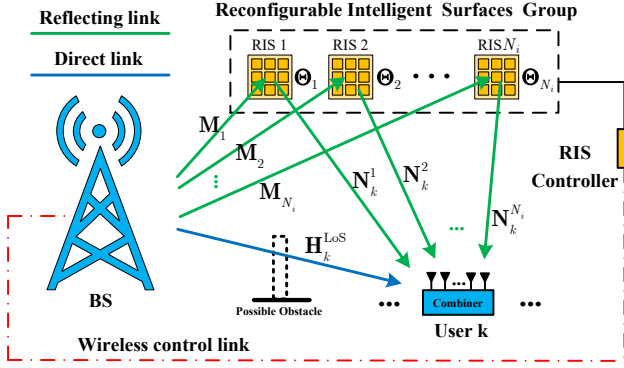 Reflecting link
Direct link
Reconfigurable Intelligent Surfaces Group
RIS 1
RIS 2
RIS N_i
Θ_1
Θ_2
• • •
Θ_{N_i}
M_1
M_2
⋮
M_{N_i}
N_k^1
N_k^2
N_k^{N_i}
RIS
Controller
H_k^{LoS}
...
BS
Possible Obstacle
•••
...
Combiner
•••
User k
Wireless control link